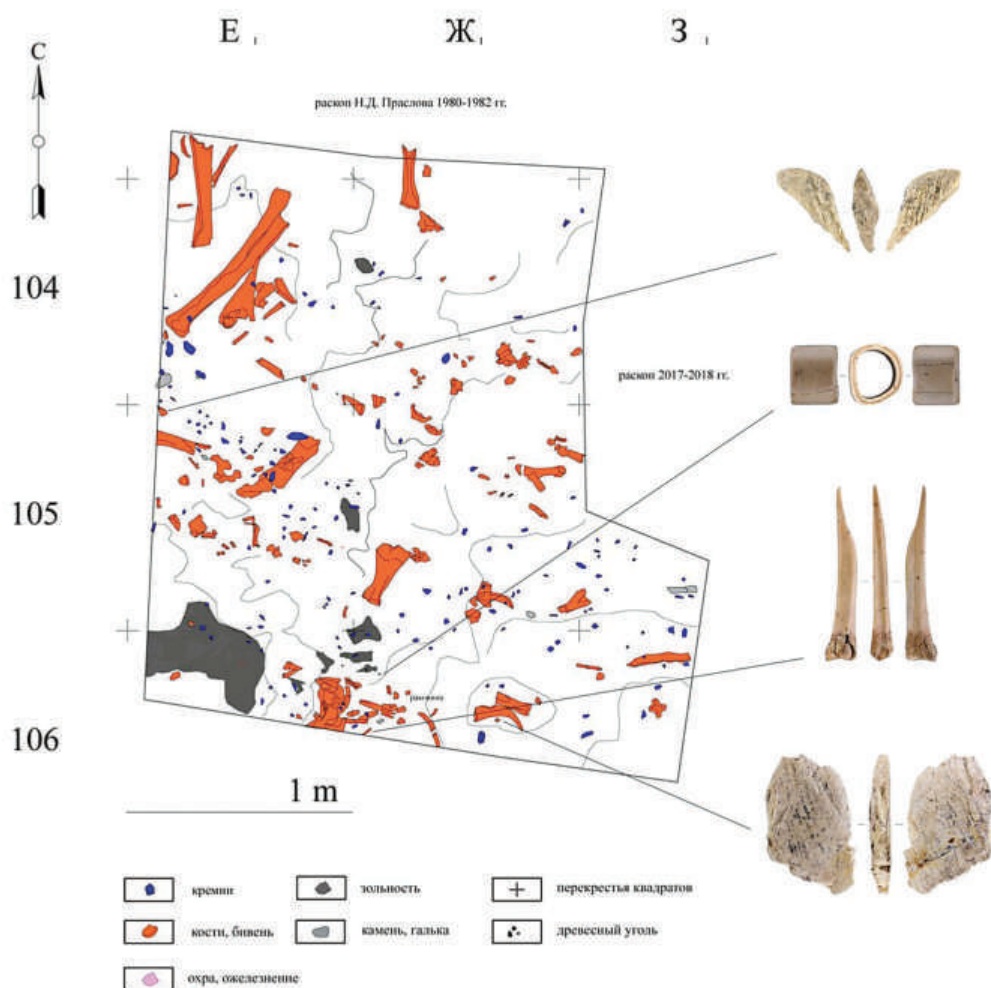 Е Ж З
С
раскоп Н.Д. Праслова 1980-1982 гг.
104
раскоп 2017-2018 гг.
105
106
1 m
кремни
зольность
перекрестья квадратов
кости, бивень
камень, галька
древесный уголь
охра, ожелезнение